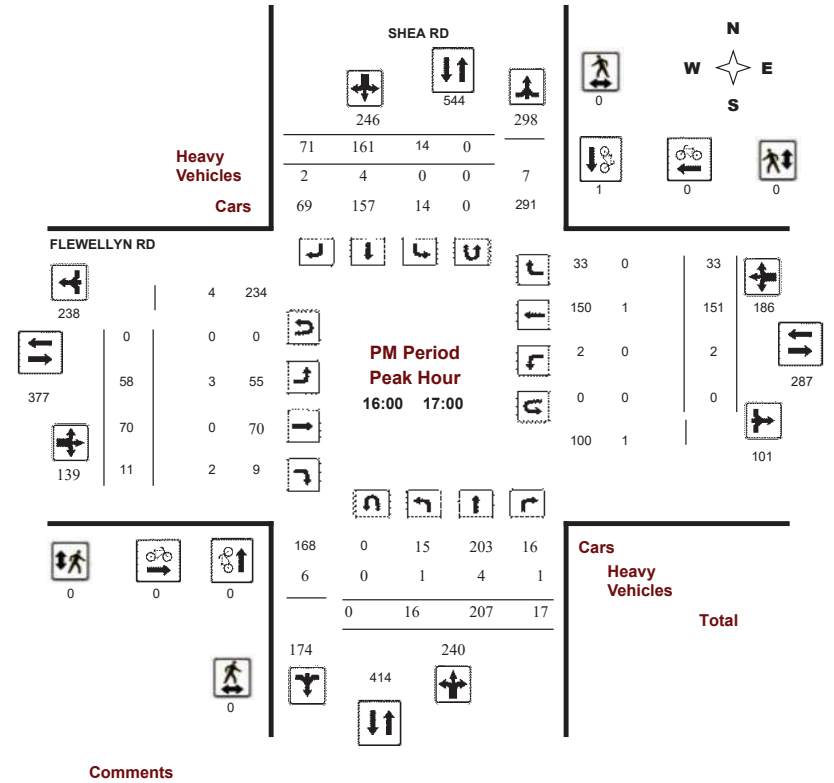 SHEA RD
N
W E
S
544
0
246 298
71 161 14 0
Heavy
Vehicles
2 4 0 0 7
Cars
69 157 14 0 291
1 0 0
FLEWELLYN RD
238
4 234
0 0 0
377
58 3 55
70 0 70
139
11 2 9
PM Period
Peak Hour
16:00 17:00
33 0 33
150 1 151 186
2 0 2
287
0 0 0
100 1
101
168 0 15 203 16
6 0 1 4 1
0 16 207 17
Cars
Heavy
Vehicles
Total
0 0 0
174 240
414
0
Comments